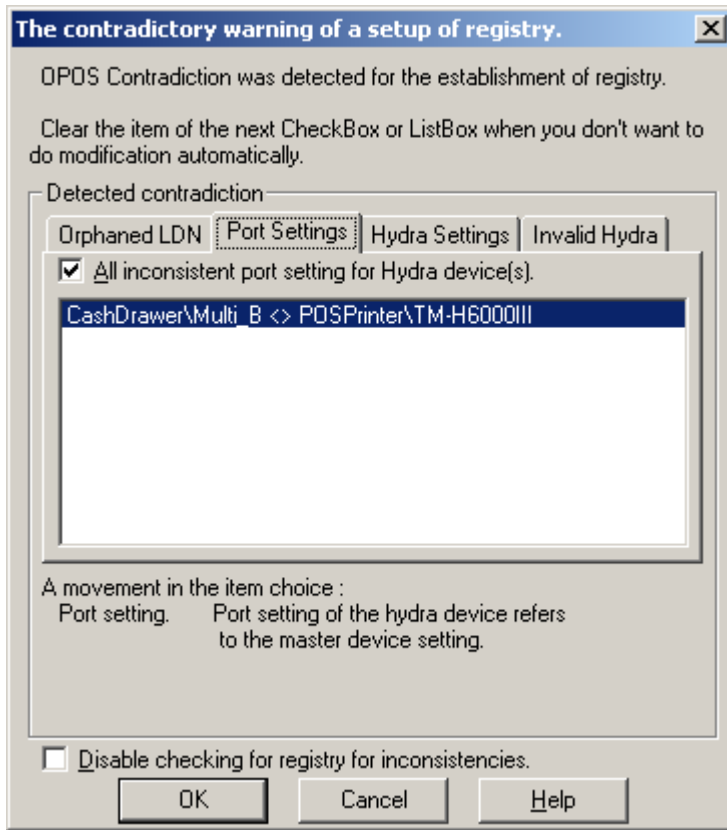 The contradictory warning of a setup of registry.
OPOS Contradiction was detected for the establishment of registry.
Clear the item of the next CheckBox or ListBox when you don't want to
do modification automatically.
Detected contradiction
Orphaned LDN Port Settings Hydra Settings Invalid Hydra
All inconsistent port setting for Hydra device(s).
CashDrawer\Multi_B <> POSPrinter\TM-H6000III
A movement in the item choice :
Port setting. Port setting of the hydra device refers
to the master device setting.
Disable checking for registry for inconsistencies.
OK Cancel Help